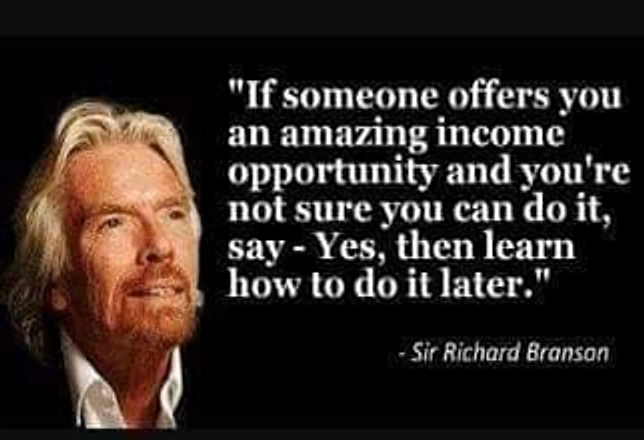 "If someone offers you
an amazing income
opportunity and you're
not sure you can do it,
say - Yes, then learn
how to do it later."
- Sir Richard Branson